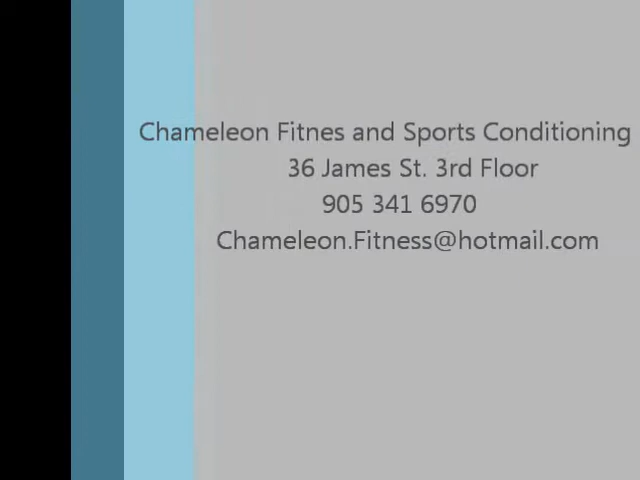 Chameleon Fitnes and Sports Conditioning
36 James St. 3rd Floor
905 341 6970
Chameleon.Fitness@hotmail.com